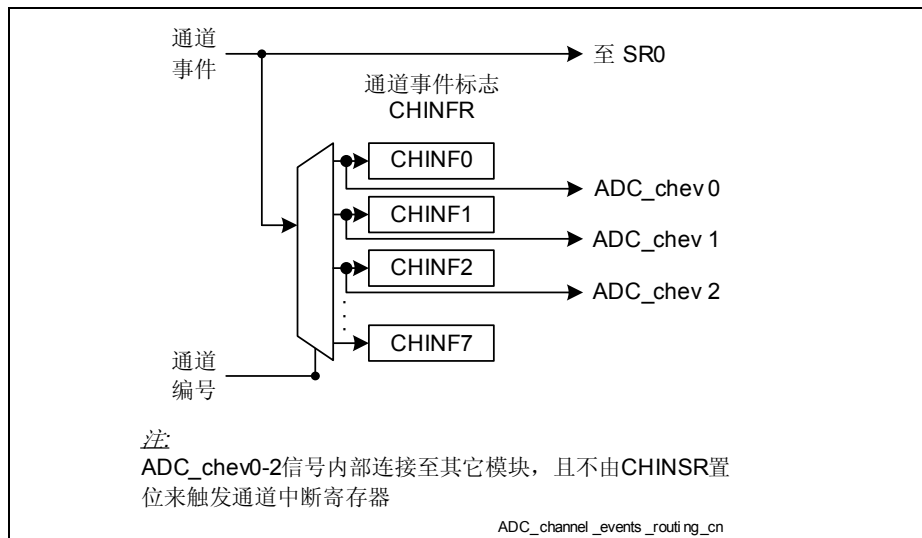 通道
事件
至 SR0
通道事件标志
CHINFR
CHINF0
ADC_chev 0
CHINF1
ADC_chev 1
CHINF2
ADC_chev 2
CHINF7
通道
编号
注:
ADC_chev0-2信号内部连接至其它模块，且不由CHINSR置
位来触发通道中断寄存器
ADC_channel _events _routing_cn